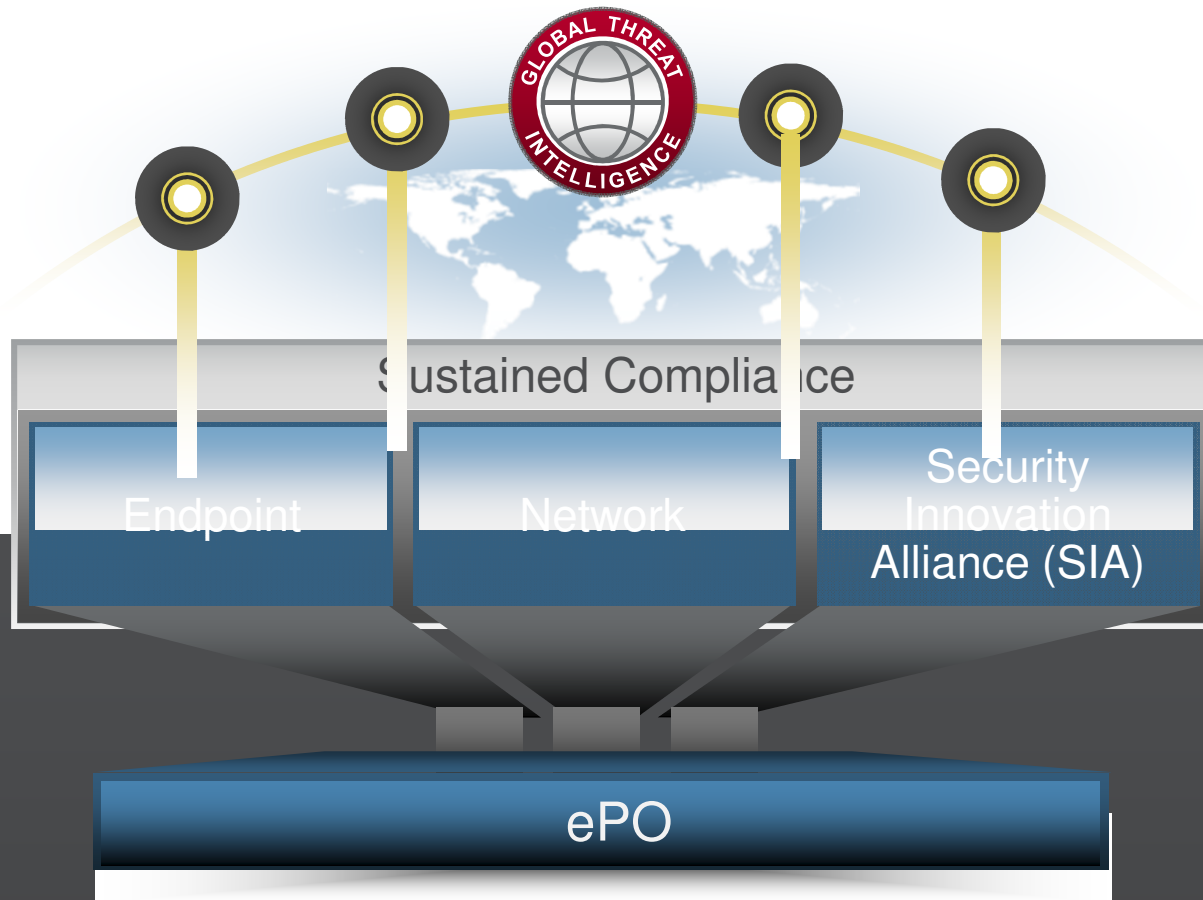 GLOBAL THREAT
INTELLIGENCE
Sustained Compliance
Endpoint
Network
Security
Innovation
Alliance (SIA)
ePO